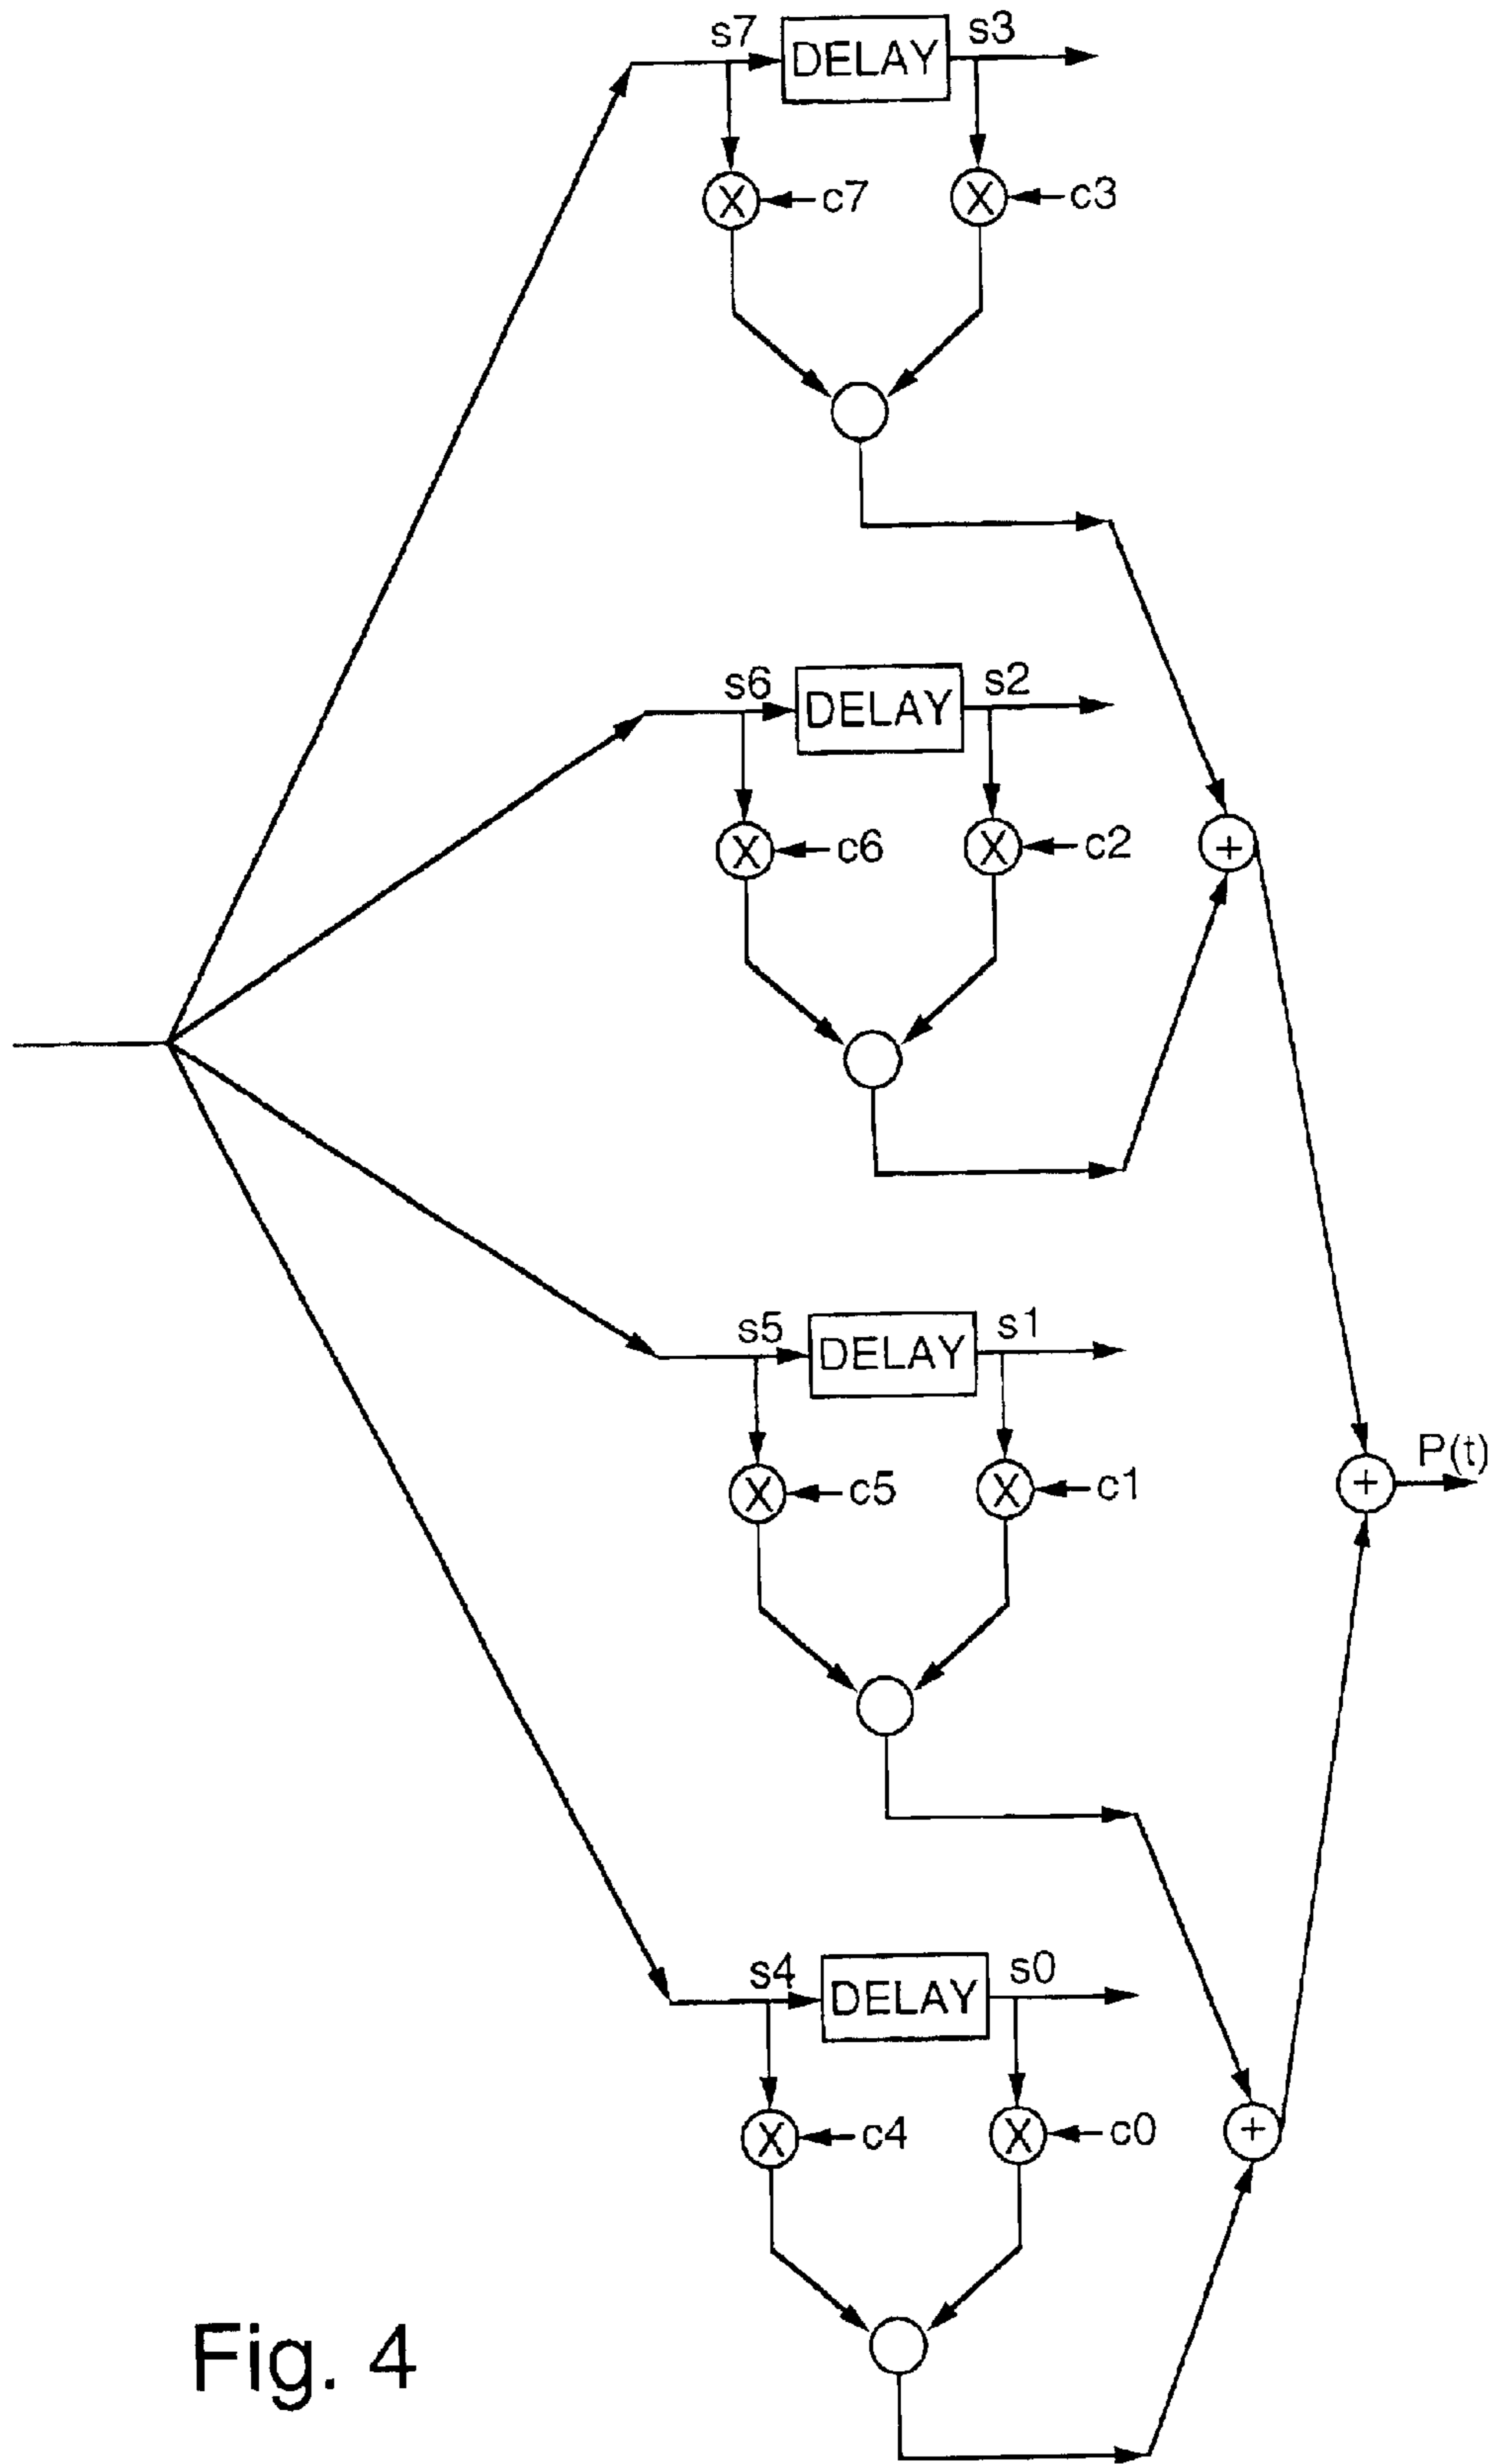 s7 DELAY s3
X c7 X c3
s6 DELAY s2
X c6 X c2
+
s5 DELAY s1
P(t)
X c5 X c1
+
s4 DELAY s0
X c4 X c0
+
Fig. 4